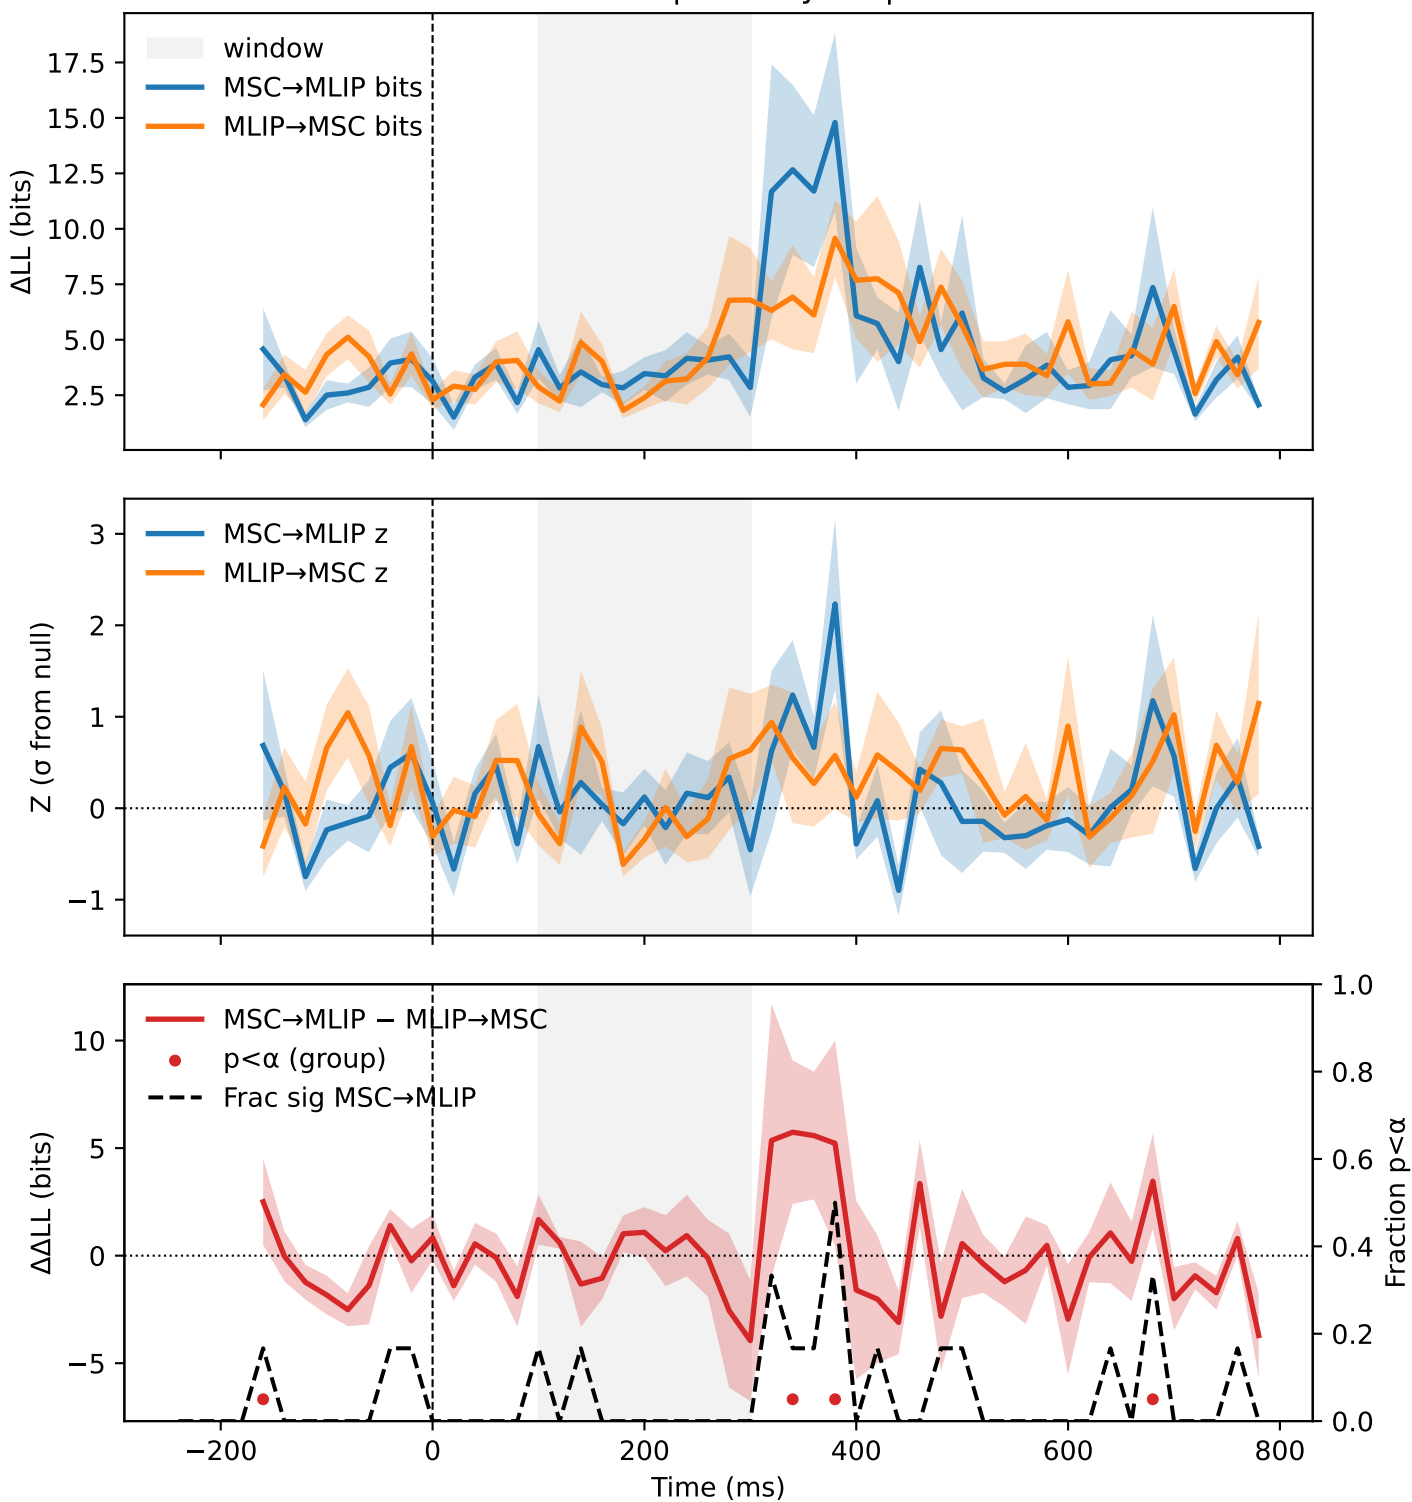 window
MSC→MLIP bits
MLIP→MSC bits
ΔLL (bits)
17.5
15.0
12.5
10.0
7.5
5.0
2.5
MSC→MLIP z
MLIP→MSC z
Z (σ from null)
3
2
1
0
−1
MSC→MLIP − MLIP→MSC
p<α (group)
Frac sig MSC→MLIP
ΔΔLL (bits)
10
5
0
−5
1.0
0.8
0.6
0.4
0.2
0.0
Fraction p<α
−200
0
200
400
600
800
Time (ms)